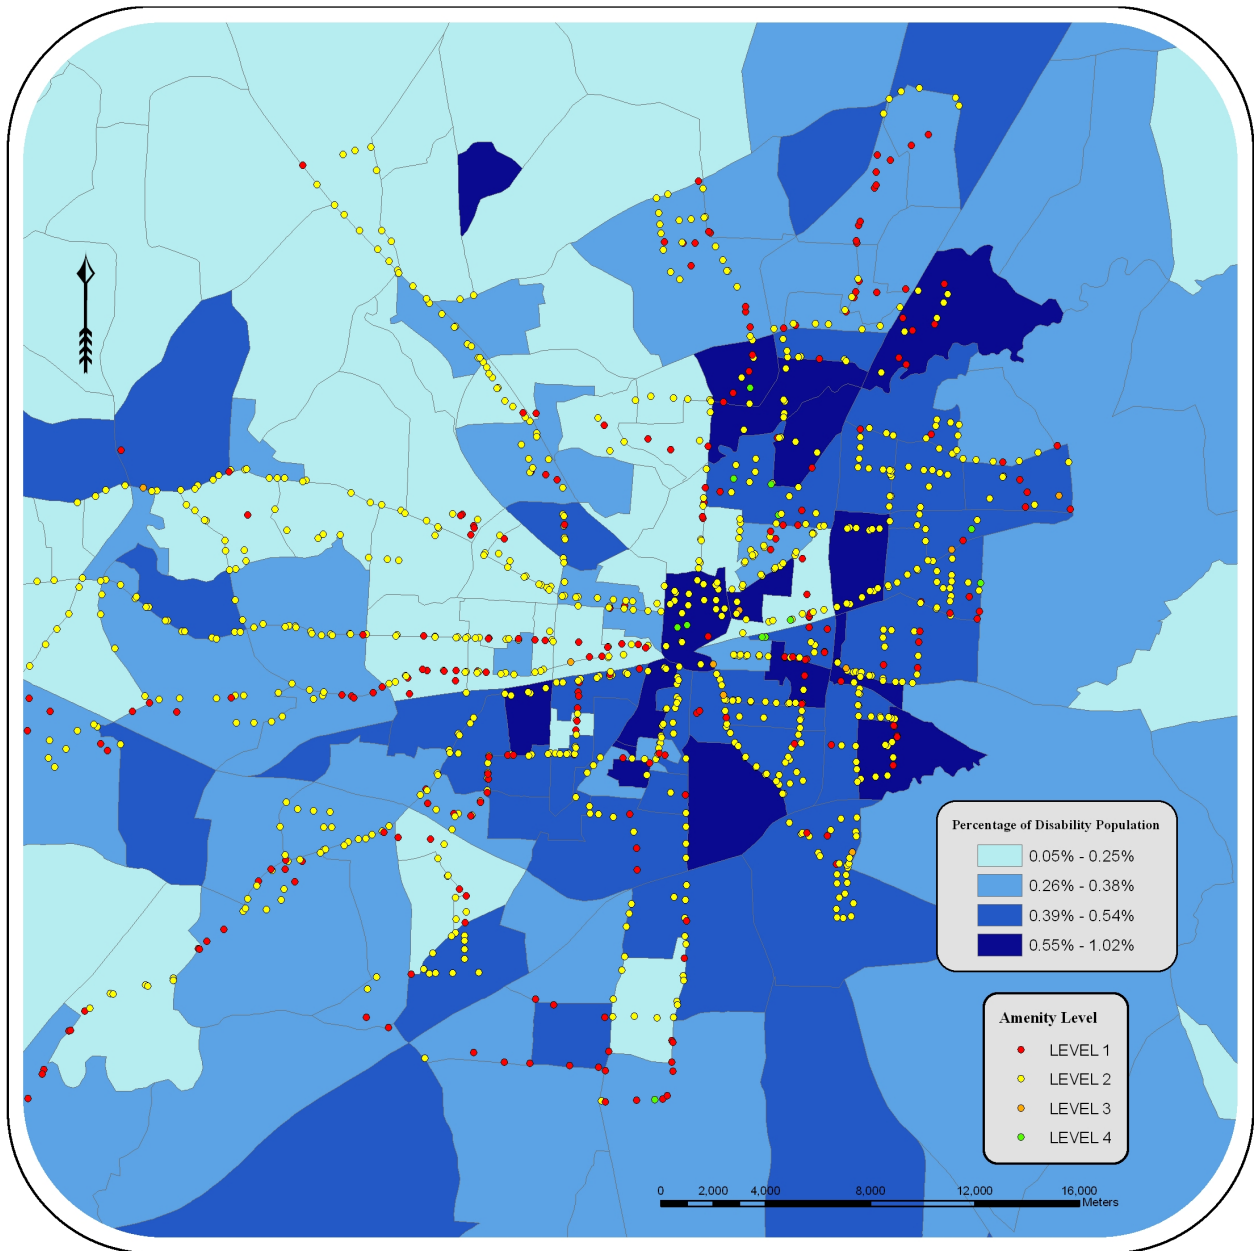 Percentage of Disability Population
0.05% - 0.25%
0.26% - 0.38%
0.39% - 0.54%
0.55% - 1.02%
Amenity Level
LEVEL 1
LEVEL 2
LEVEL 3
LEVEL 4
0 2,000 4,000 8,000 12,000 16,000
Meters